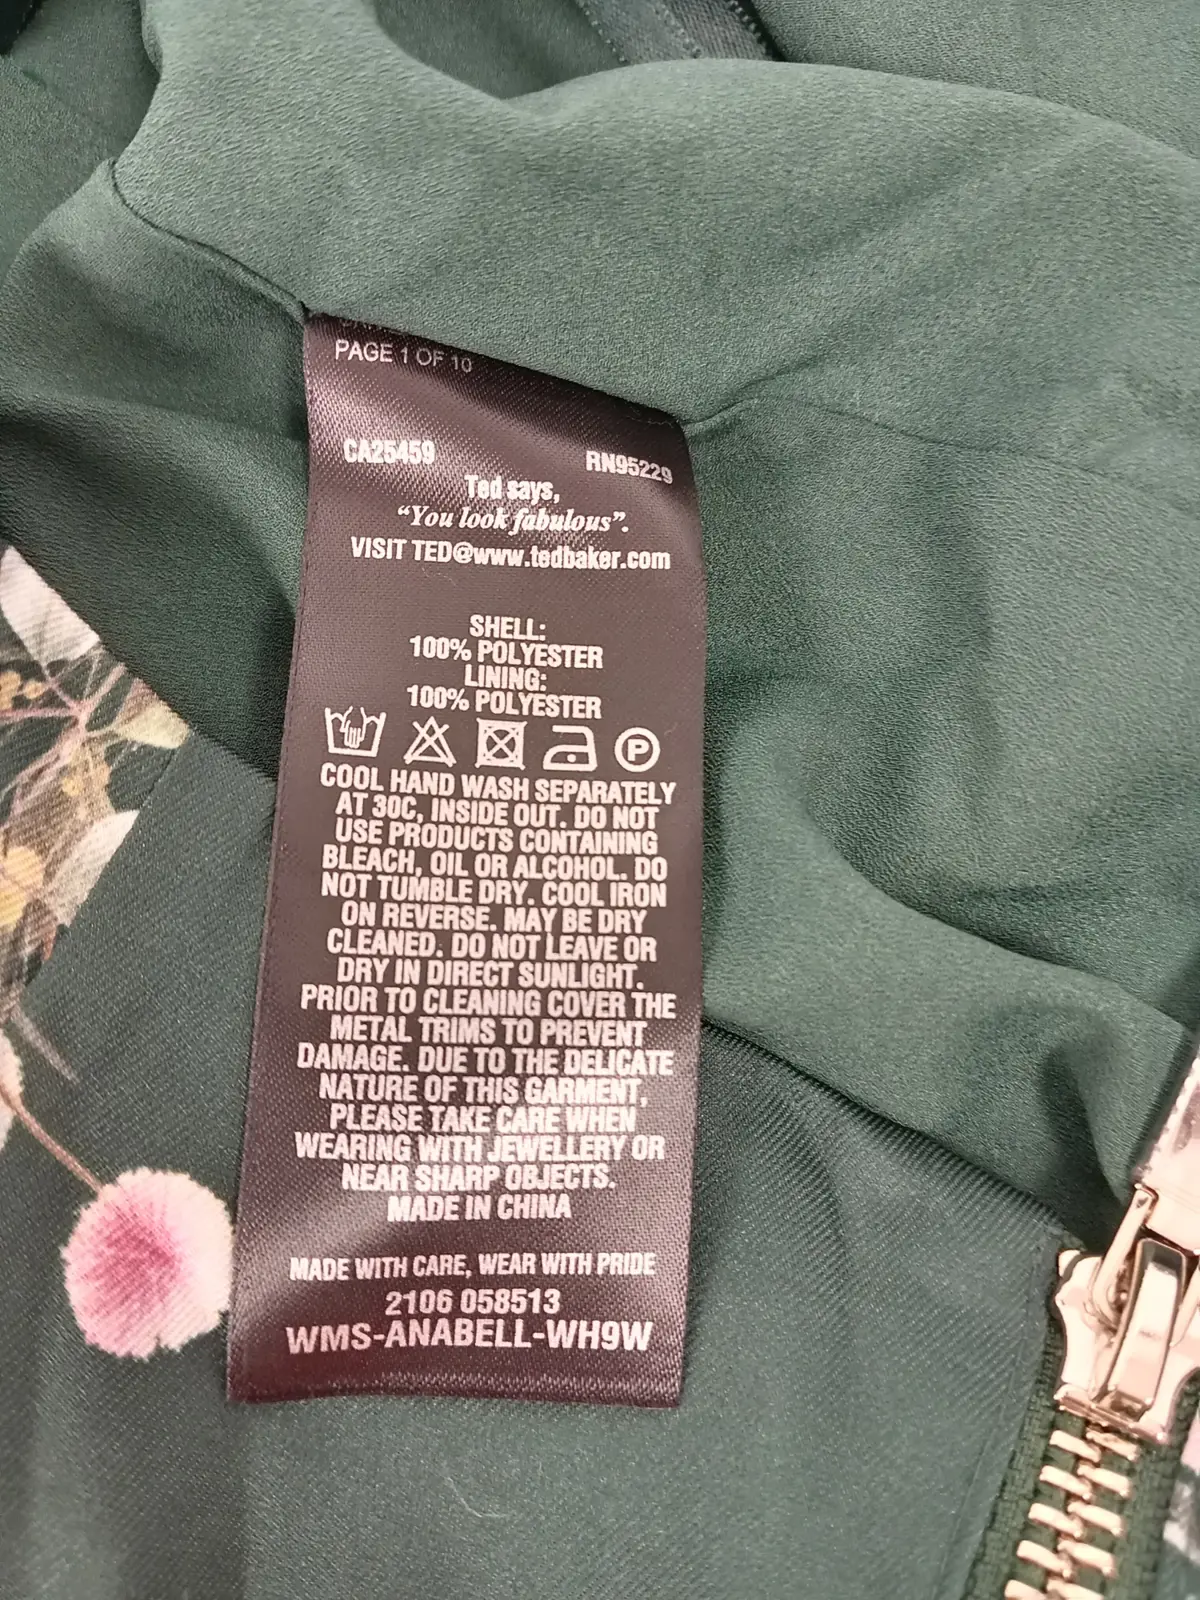 PAGE 1 OF 10
CA25459 RN95229
Ted says,
“You look fabulous”.
VISIT TED@www.tedbaker.com
SHELL:
100% POLYESTER
LINING:
100% POLYESTER
P
COOL HAND WASH SEPARATELY
AT 30C, INSIDE OUT. DO NOT
USE PRODUCTS CONTAINING
BLEACH, OIL OR ALCOHOL. DO
NOT TUMBLE DRY. COOL IRON
ON REVERSE. MAY BE DRY
CLEANED. DO NOT LEAVE OR
DRY IN DIRECT SUNLIGHT.
PRIOR TO CLEANING COVER THE
METAL TRIMS TO PREVENT
DAMAGE. DUE TO THE DELICATE
NATURE OF THIS GARMENT,
PLEASE TAKE CARE WHEN
WEARING WITH JEWELLERY OR
NEAR SHARP OBJECTS.
MADE IN CHINA
MADE WITH CARE, WEAR WITH PRIDE
2106 058513
WMS-ANABELL-WH9W